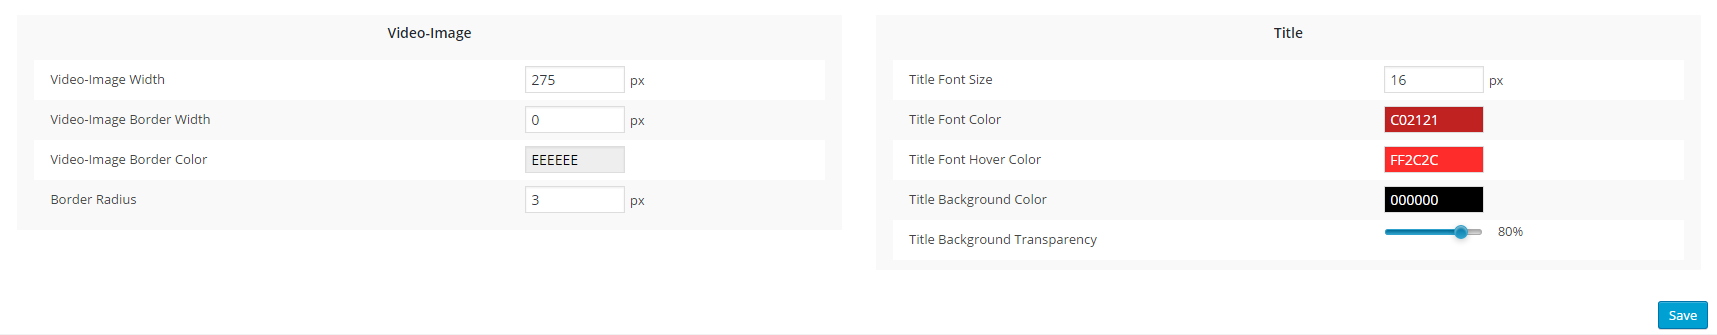 Video-Image
Video-Image Width 275 px
Video-Image Border Width 0 px
Video-Image Border Color EEEEEE
Border Radius 3 px
Title
Title Font Size 16 px
Title Font Color C02121
Title Font Hover Color FF2C2C
Title Background Color 000000
Title Background Transparency 80%
Save